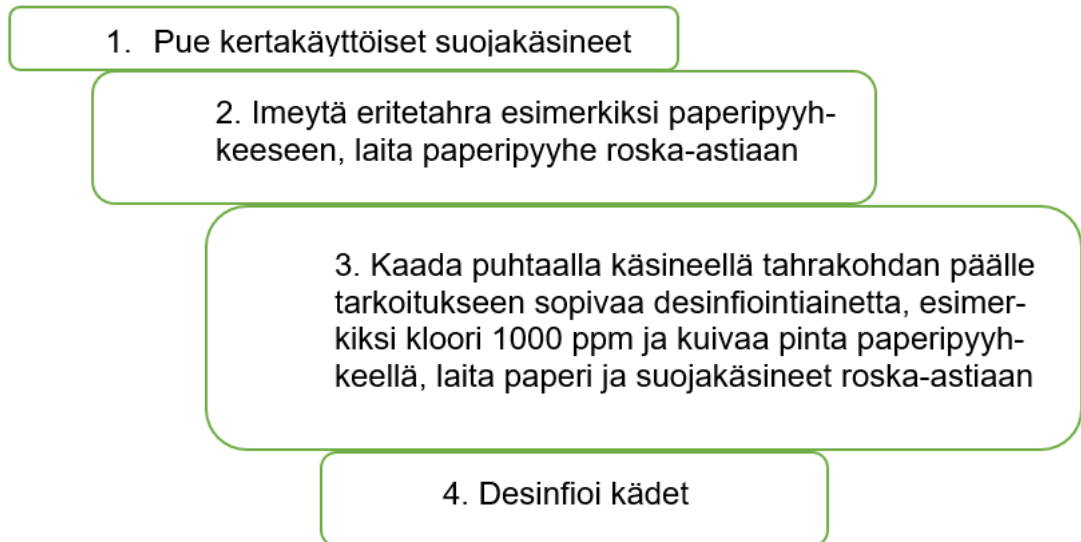 1. Pue kertakäyttöiset suojakäsineet
2. Imeytä eritetahra esimerkiksi paperipyyh-
keeseen, laita paperipyyhe roska-astiaan
3. Kaada puhtaalla käsineellä tahrakohdan päälle
tarkoitukseen sopivaa desinfiointiainetta, esimer-
kiksi kloori 1000 ppm ja kuivaa pinta paperipyyh-
keellä, laita paperi ja suojakäsineet roska-astiaan
4. Desinfioi kädet